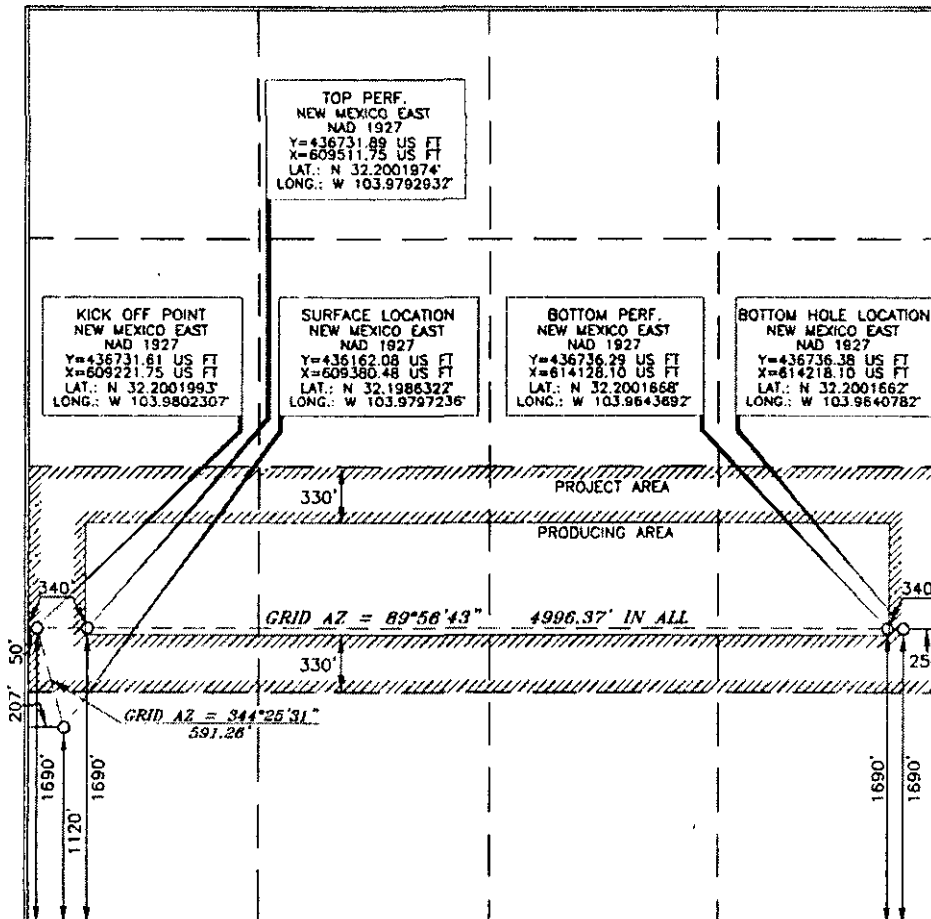 TOP PERF.
NEW MEXICO EAST
NAD 1927
Y=436731.89 US FT
X=609511.75 US FT
LAT.: N 32.2001974°
LONG.: W 103.9792932°
KICK OFF POINT
NEW MEXICO EAST
NAD 1927
Y=436731.61 US FT
X=609221.75 US FT
LAT.: N 32.2001993°
LONG.: W 103.9802307°
SURFACE LOCATION
NEW MEXICO EAST
NAD 1927
Y=436162.08 US FT
X=609380.48 US FT
LAT.: N 32.1986322°
LONG.: W 103.9797236°
BOTTOM PERF.
NEW MEXICO EAST
NAD 1927
Y=436736.29 US FT
X=614128.10 US FT
LAT.: N 32.2001668°
LONG.: W 103.9643692°
BOTTOM HOLE LOCATION
NEW MEXICO EAST
NAD 1927
Y=436736.38 US FT
X=614218.10 US FT
LAT.: N 32.2001662°
LONG.: W 103.9640782°
330'
PROJECT AREA
PRODUCING AREA
340'
340
GRID AZ = 89°56'43" 4996.37' IN ALL
50'
330'
25
207'
GRID AZ = 344°25'31"
591.26'
1690'
1120'
1690'
1690'
1690'